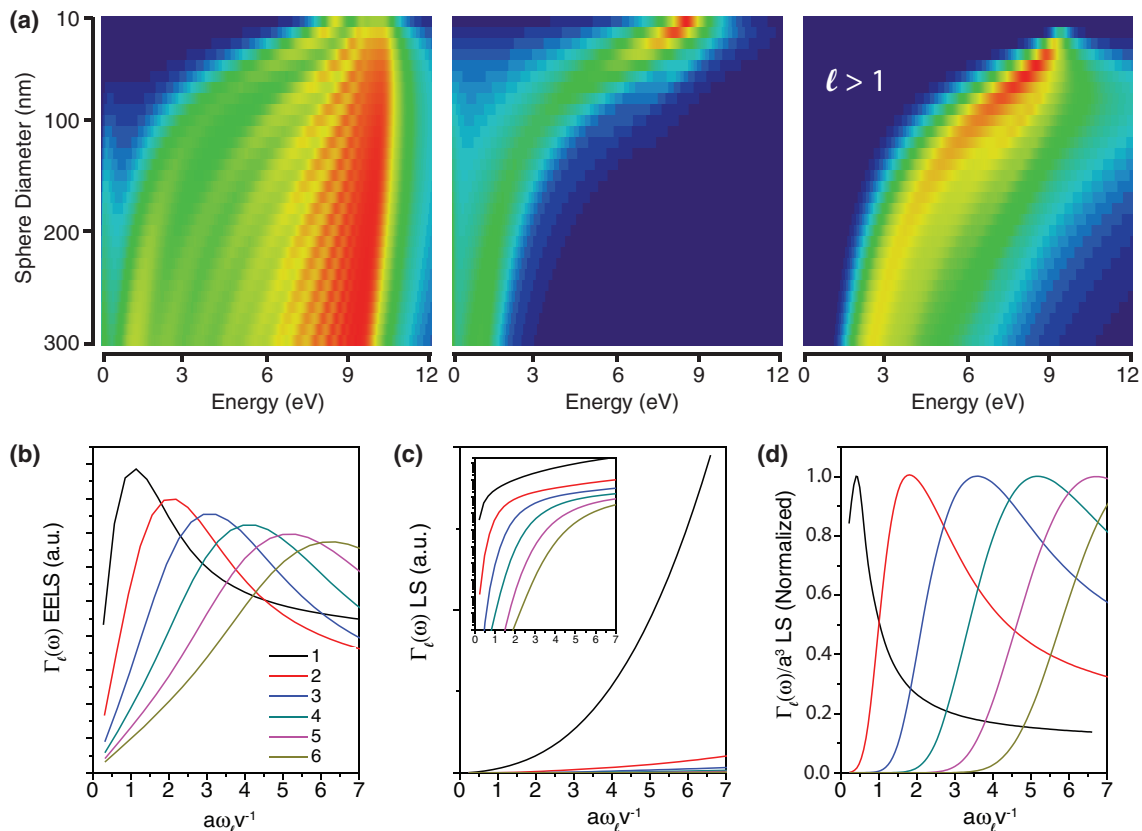 (a)
Sphere Diameter (nm)
10
100
200
300
ℓ > 1
0 3 6 9 12
0 3 6 9 12
0 3 6 9 12
Energy (eV)
Energy (eV)
Energy (eV)
(b)
Γℓ(ω) EELS (a.u.)
1
2
3
4
5
6
0 1 2 3 4 5 6 7
aωℓv⁻¹
(c)
Γℓ(ω) LS (a.u.)
0 1 2 3 4 5 6 7
0 1 2 3 4 5 6 7
aωℓv⁻¹
(d)
Γℓ(ω)/a³ LS (Normalized)
1.0
0.8
0.6
0.4
0.2
0.0
0 1 2 3 4 5 6 7
aωℓv⁻¹